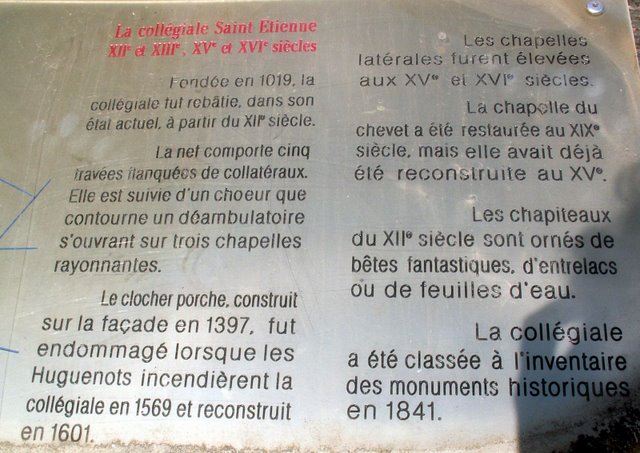 La collégiale Saint Etienne
XIIe et XIIIe, XVe et XVIe siècles
Fondée en 1019, la
collégiale fut rebâtie, dans son
état actuel, à partir du XIIe siècle.
La nef comporte cinq
travées flanquées de collatéraux.
Elle est suivie d'un choeur que
contourne un déambulatoire
s'ouvrant sur trois chapelles
rayonnantes.
Le clocher porche, construit
sur la façade en 1397, fut
endommagé lorsque les
Huguenots incendièrent la
collégiale en 1569 et reconstruit
en 1601.
Les chapelles
latérales furent élevées
aux XVe et XVIe siècles.
La chapelle du
chevet a été restaurée au XIXe
siècle, mais elle avait déjà
été reconstruite au XVe.
Les chapiteaux
du XIIe siècle sont ornés de
bêtes fantastiques, d'entrelacs
ou de feuilles d'eau.
La collégiale
a été classée à l'inventaire
des monuments historiques
en 1841.